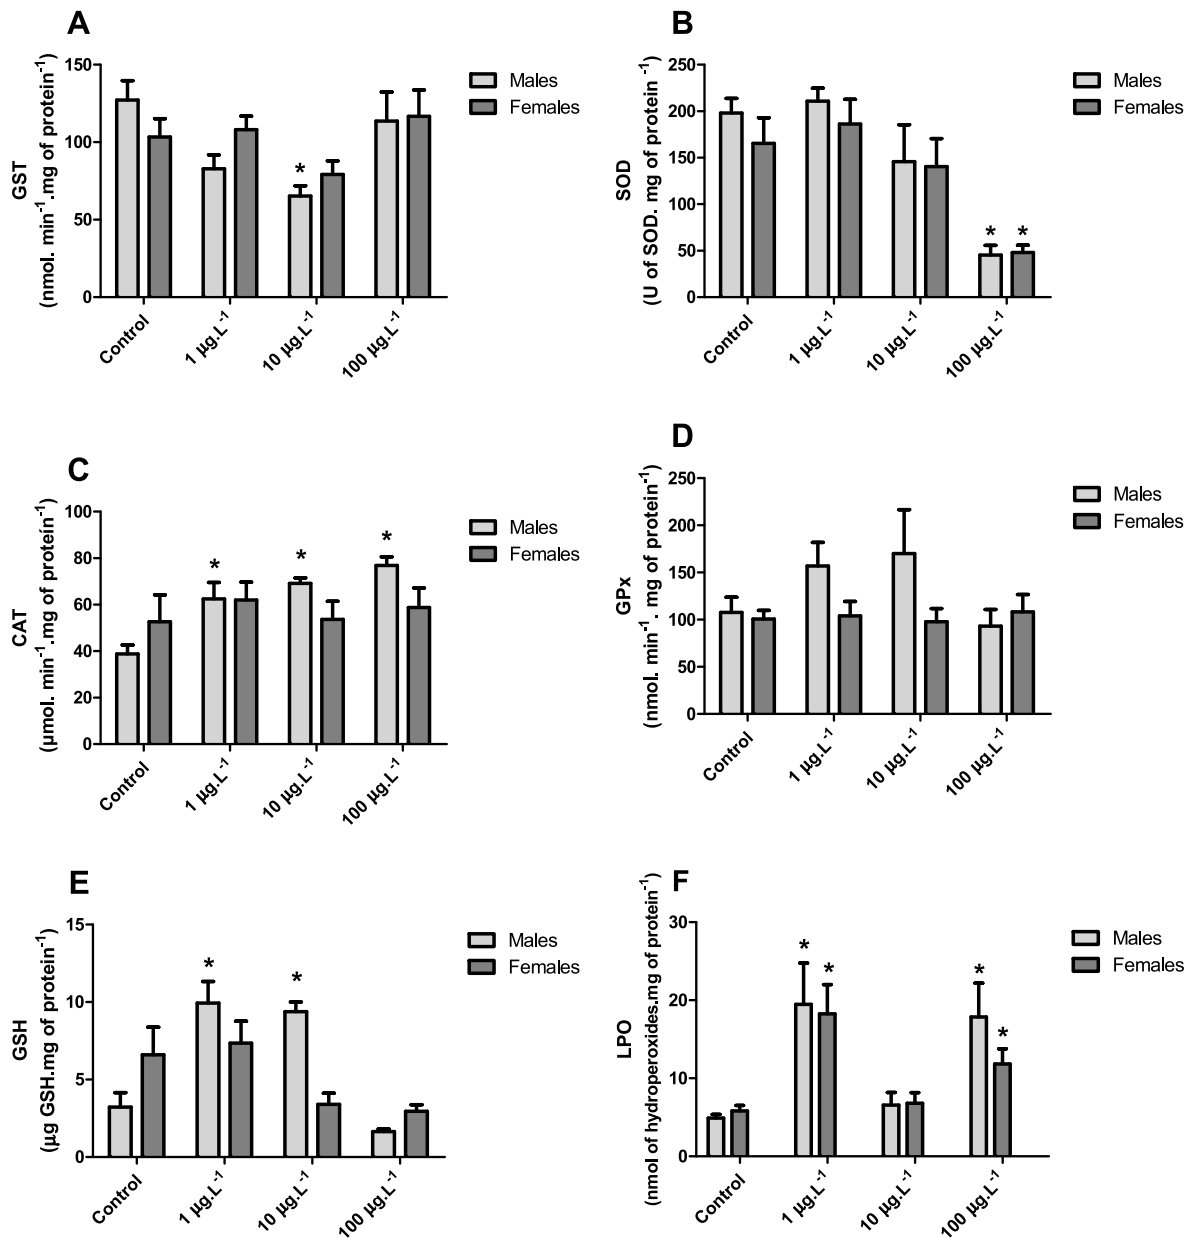 A
GST
(nmol. min⁻¹.mg of protein⁻¹)
150
100
50
0
Control
1 µg.L⁻¹
10 µg.L⁻¹
100 µg.L⁻¹
*
Males
Females
B
SOD
(U of SOD. mg of protein ⁻¹)
250
200
150
100
50
0
Control
1 µg.L⁻¹
10 µg.L⁻¹
100 µg.L⁻¹
* *
Males
Females
C
CAT
(µmol. min⁻¹.mg of protein⁻¹)
100
80
60
40
20
0
Control
1 µg.L⁻¹
10 µg.L⁻¹
100 µg.L⁻¹
* * *
Males
Females
D
GPx
(nmol. min⁻¹. mg of protein⁻¹)
250
200
150
100
50
0
Control
1 µg.L⁻¹
10 µg.L⁻¹
100 µg.L⁻¹
Males
Females
E
GSH
(µg GSH.mg of protein⁻¹)
15
10
5
0
Control
1 µg.L⁻¹
10 µg.L⁻¹
100 µg.L⁻¹
* *
Males
Females
F
LPO
(nmol of hydroperoxides.mg of protein⁻¹)
30
20
10
0
Control
1 µg.L⁻¹
10 µg.L⁻¹
100 µg.L⁻¹
* * * *
Males
Females